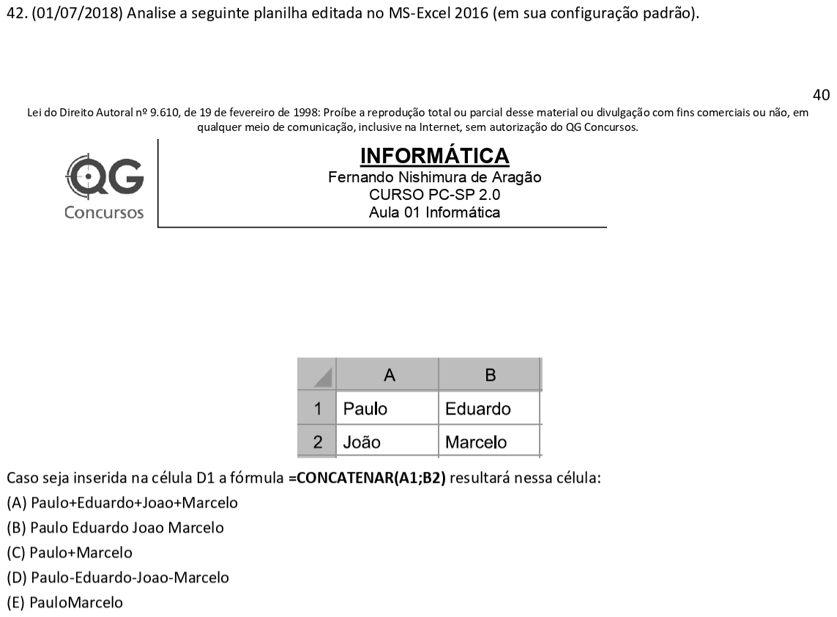 42. (01/07/2018) Analise a seguinte planilha editada no MS-Excel 2016 (em sua configuração padrão).
40
Lei do Direito Autoral nº 9.610, de 19 de fevereiro de 1998: Proíbe a reprodução total ou parcial desse material ou divulgação com fins comerciais ou não, em
qualquer meio de comunicação, inclusive na Internet, sem autorização do QG Concursos.
QG
Concursos
INFORMÁTICA
Fernando Nishimura de Aragão
CURSO PC-SP 2.0
Aula 01 Informática
A B
1 Paulo Eduardo
2 João Marcelo
Caso seja inserida na célula D1 a fórmula =CONCATENAR(A1;B2) resultará nessa célula:
(A) Paulo+Eduardo+Joao+Marcelo
(B) Paulo Eduardo Joao Marcelo
(C) Paulo+Marcelo
(D) Paulo-Eduardo-Joao-Marcelo
(E) PauloMarcelo